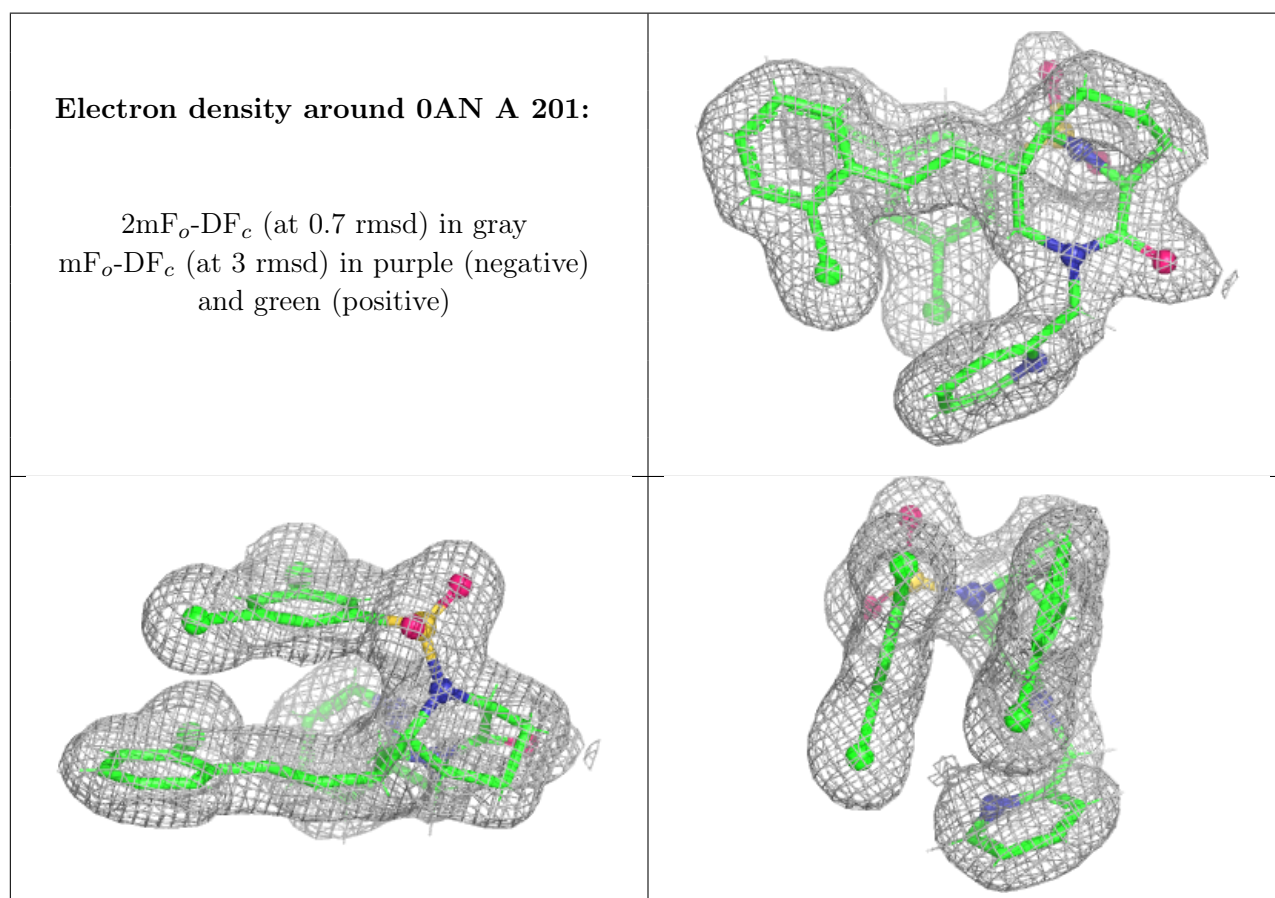 Electron density around 0AN A 201:
2mFₒ-DF𝒸 (at 0.7 rmsd) in gray
mFₒ-DF𝒸 (at 3 rmsd) in purple (negative)
and green (positive)